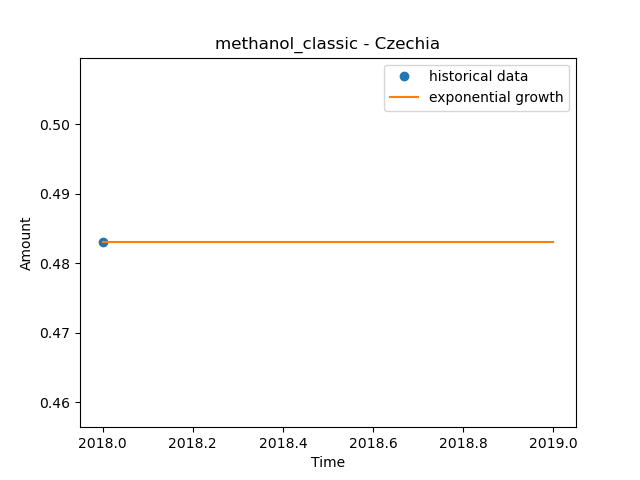 methanol_classic - Czechia
historical data
exponential growth
0.50
0.49
0.48
0.47
0.46
Amount
2018.0 2018.2 2018.4 2018.6 2018.8 2019.0
Time